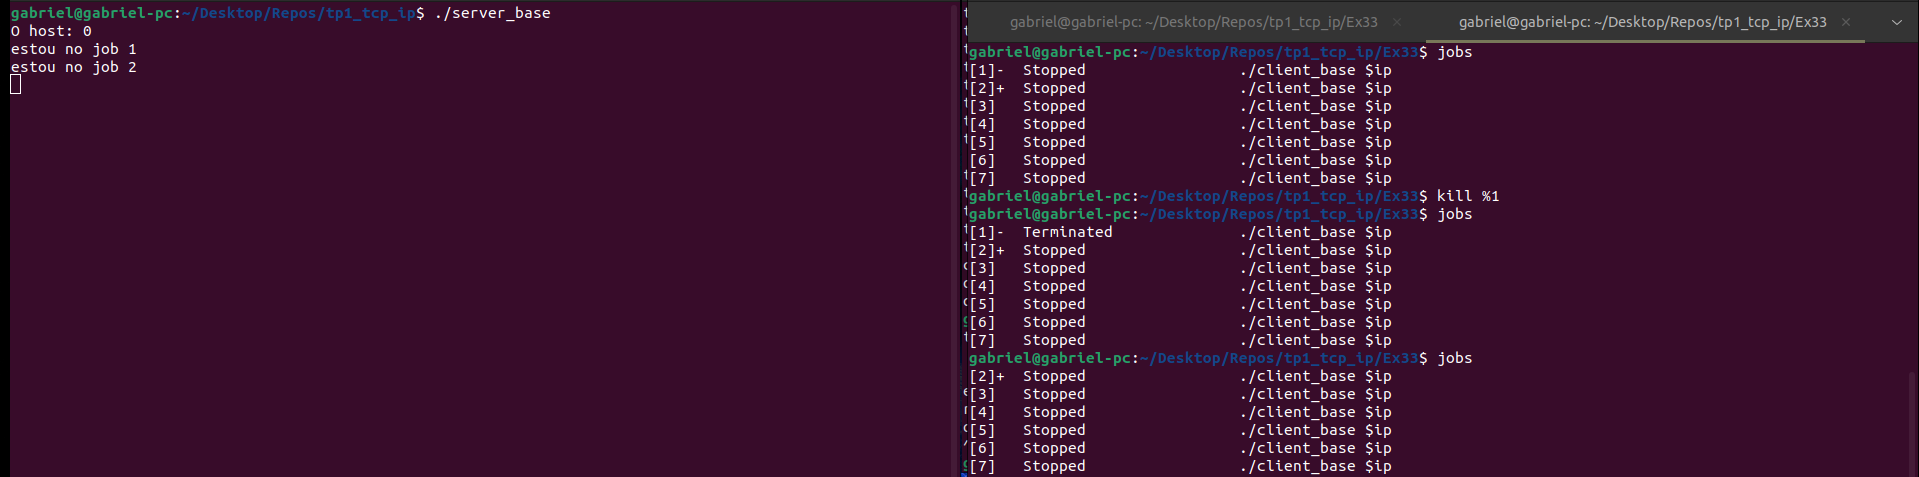 gabriel@gabriel-pc:~/Desktop/Repos/tp1_tcp_ip$ ./server_base
O host: 0
estou no job 1
estou no job 2
gabriel@gabriel-pc: ~/Desktop/Repos/tp1_tcp_ip/Ex33 ×
gabriel@gabriel-pc: ~/Desktop/Repos/tp1_tcp_ip/Ex33 ×
gabriel@gabriel-pc:~/Desktop/Repos/tp1_tcp_ip/Ex33$ jobs
[1]-  Stopped                 ./client_base $ip
[2]+  Stopped                 ./client_base $ip
[3]   Stopped                 ./client_base $ip
[4]   Stopped                 ./client_base $ip
[5]   Stopped                 ./client_base $ip
[6]   Stopped                 ./client_base $ip
[7]   Stopped                 ./client_base $ip
gabriel@gabriel-pc:~/Desktop/Repos/tp1_tcp_ip/Ex33$ kill %1
gabriel@gabriel-pc:~/Desktop/Repos/tp1_tcp_ip/Ex33$ jobs
[1]-  Terminated              ./client_base $ip
[2]+  Stopped                 ./client_base $ip
[3]   Stopped                 ./client_base $ip
[4]   Stopped                 ./client_base $ip
[5]   Stopped                 ./client_base $ip
[6]   Stopped                 ./client_base $ip
[7]   Stopped                 ./client_base $ip
gabriel@gabriel-pc:~/Desktop/Repos/tp1_tcp_ip/Ex33$ jobs
[2]+  Stopped                 ./client_base $ip
[3]   Stopped                 ./client_base $ip
[4]   Stopped                 ./client_base $ip
[5]   Stopped                 ./client_base $ip
[6]   Stopped                 ./client_base $ip
[7]   Stopped                 ./client_base $ip